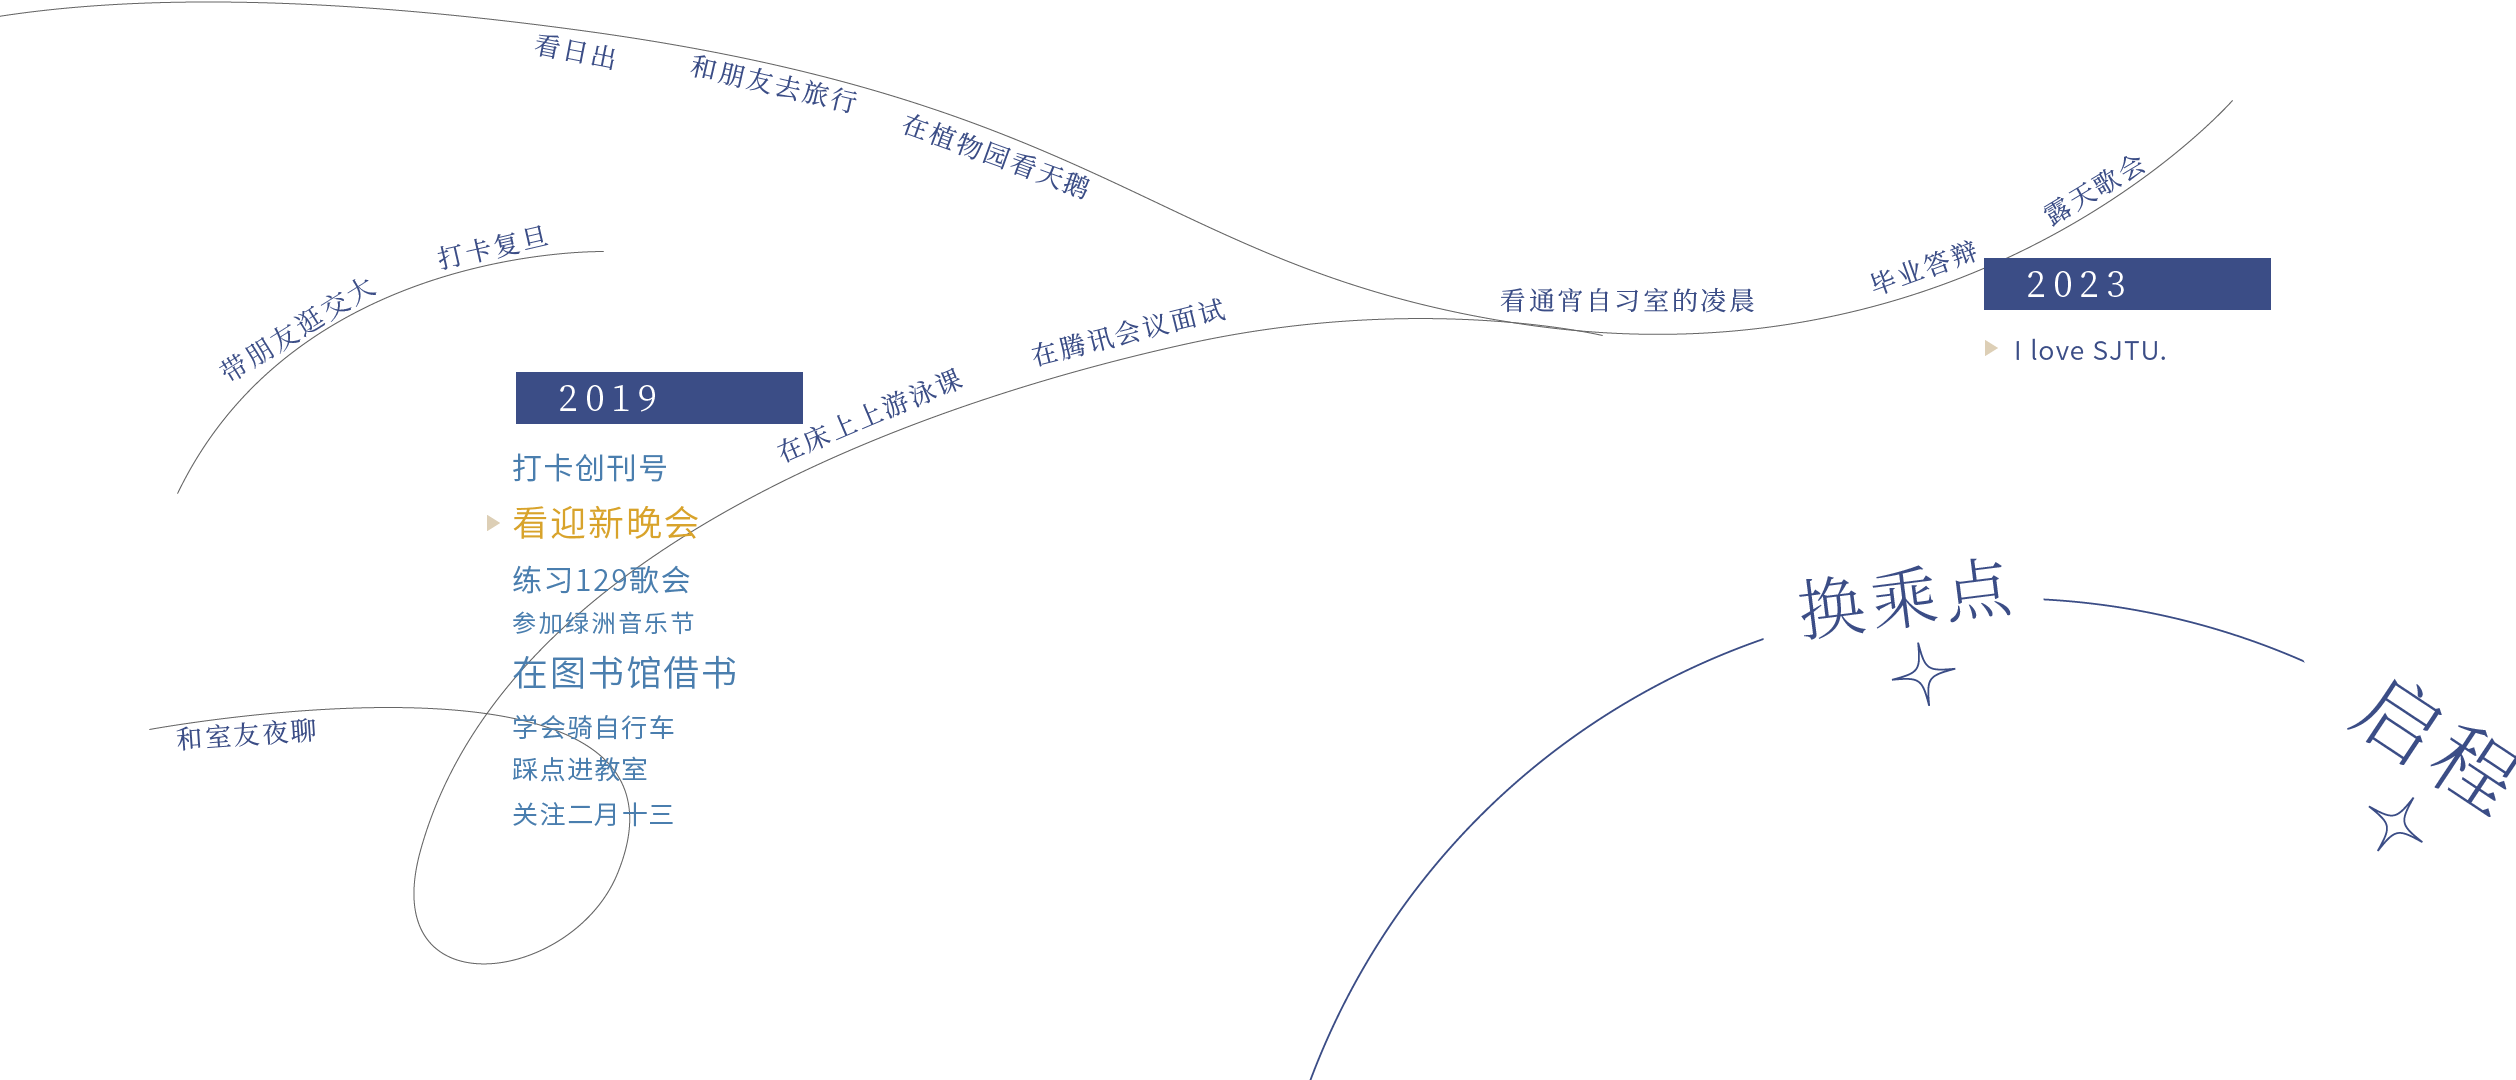 看日出
和朋友去旅行
在植物园看天鹅
带朋友逛交大
打卡复旦
在床上上游泳课
在腾讯会议面试
看通宵自习室的凌晨
毕业答辩
露天歌会
2023
I love SJTU.
2019
打卡创刊号
看迎新晚会
练习129歌会
参加绿洲音乐节
在图书馆借书
学会骑自行车
踩点进教室
关注二月十三
和室友夜聊
换乘点
启程